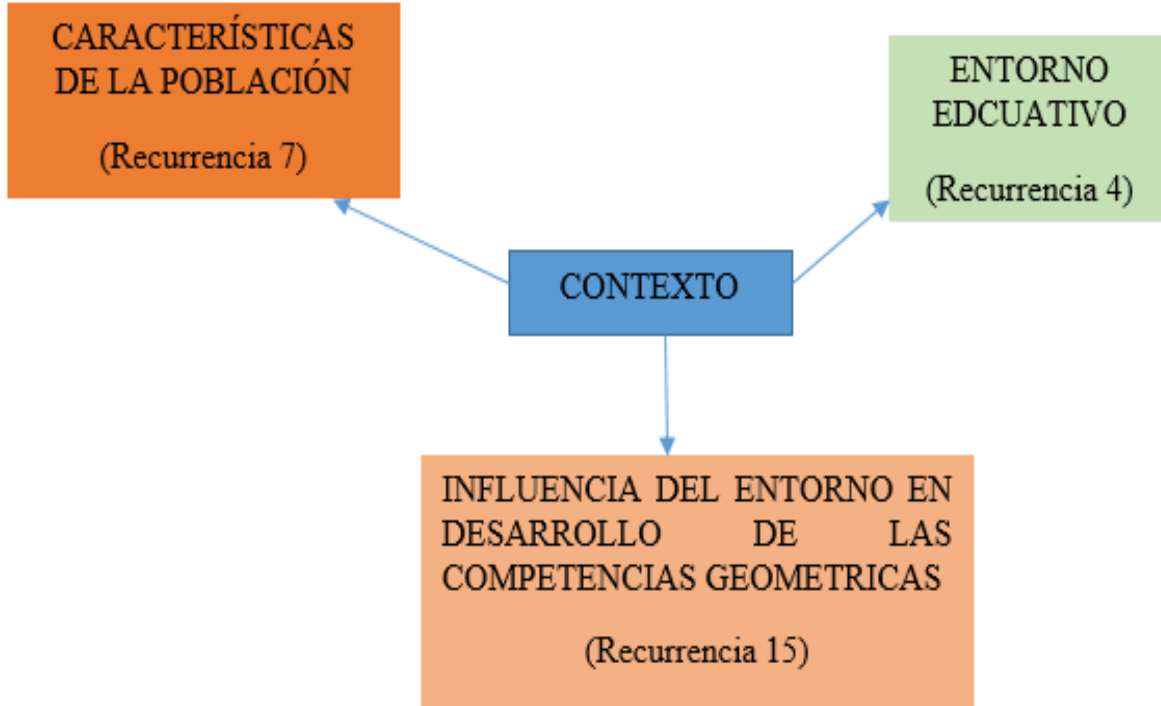 CARACTERÍSTICAS
DE LA POBLACIÓN
(Recurrencia 7)
ENTORNO
EDCUATIVO
(Recurrencia 4)
CONTEXTO
INFLUENCIA DEL ENTORNO EN
DESARROLLO DE LAS
COMPETENCIAS GEOMETRICAS
(Recurrencia 15)